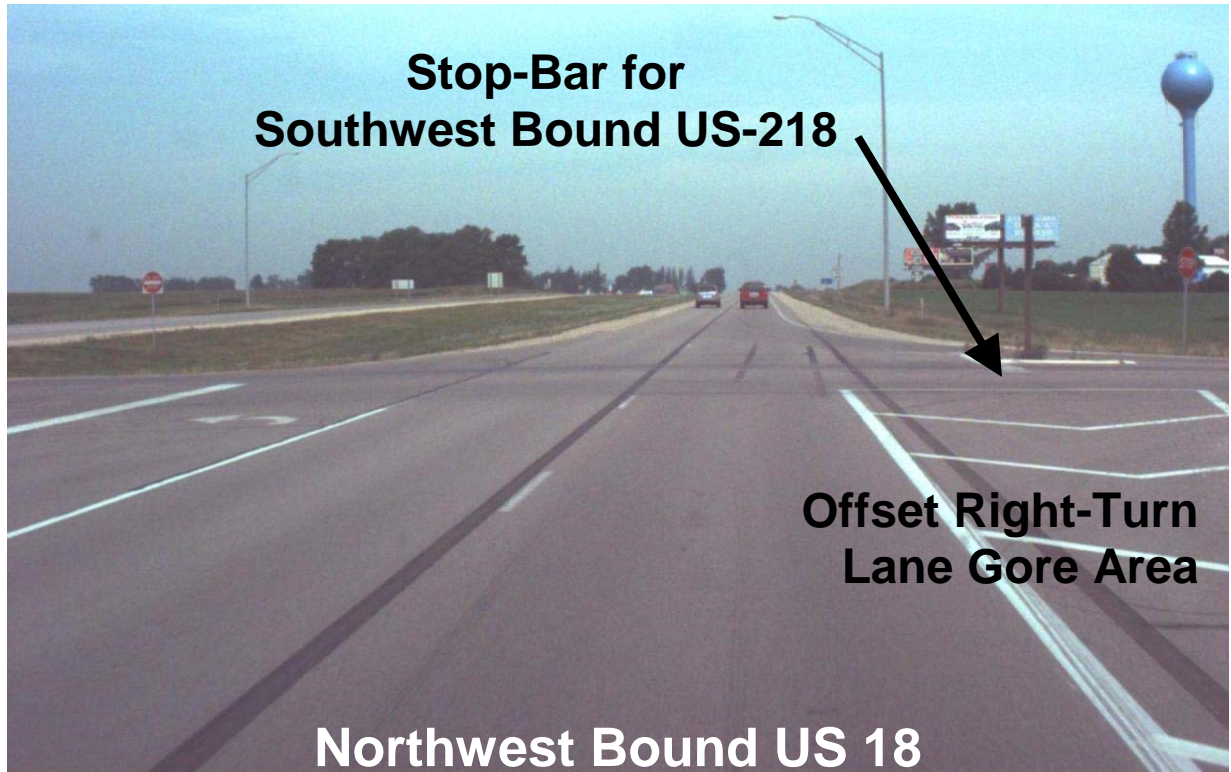 Stop-Bar for
Southwest Bound US-218
Offset Right-Turn
Lane Gore Area
Northwest Bound US 18